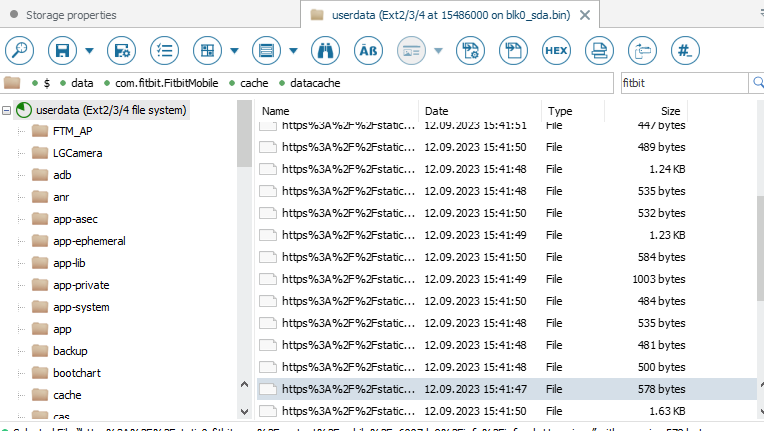 Storage properties
userdata (Ext2/3/4 at 15486000 on blk0_sda.bin)
ÄB HEX #_
$ data com.fitbit.FitbitMobile cache datacache fitbit
userdata (Ext2/3/4 file system)
FTM_AP
LGCamera
adb
anr
app-asec
app-ephemeral
app-lib
app-private
app-system
app
backup
bootchart
cache
cas
Name Date Type Size
https%3A%2F%2Fstatic... 12.09.2023 15:41:51 File 447 bytes
https%3A%2F%2Fstatic... 12.09.2023 15:41:50 File 489 bytes
https%3A%2F%2Fstatic... 12.09.2023 15:41:48 File 1.24 KB
https%3A%2F%2Fstatic... 12.09.2023 15:41:48 File 535 bytes
https%3A%2F%2Fstatic... 12.09.2023 15:41:50 File 532 bytes
https%3A%2F%2Fstatic... 12.09.2023 15:41:49 File 1.23 KB
https%3A%2F%2Fstatic... 12.09.2023 15:41:50 File 584 bytes
https%3A%2F%2Fstatic... 12.09.2023 15:41:49 File 1003 bytes
https%3A%2F%2Fstatic... 12.09.2023 15:41:50 File 484 bytes
https%3A%2F%2Fstatic... 12.09.2023 15:41:48 File 535 bytes
https%3A%2F%2Fstatic... 12.09.2023 15:41:48 File 481 bytes
https%3A%2F%2Fstatic... 12.09.2023 15:41:48 File 500 bytes
https%3A%2F%2Fstatic... 12.09.2023 15:41:47 File 578 bytes
https%3A%2F%2Fstatic... 12.09.2023 15:41:50 File 1.63 KB